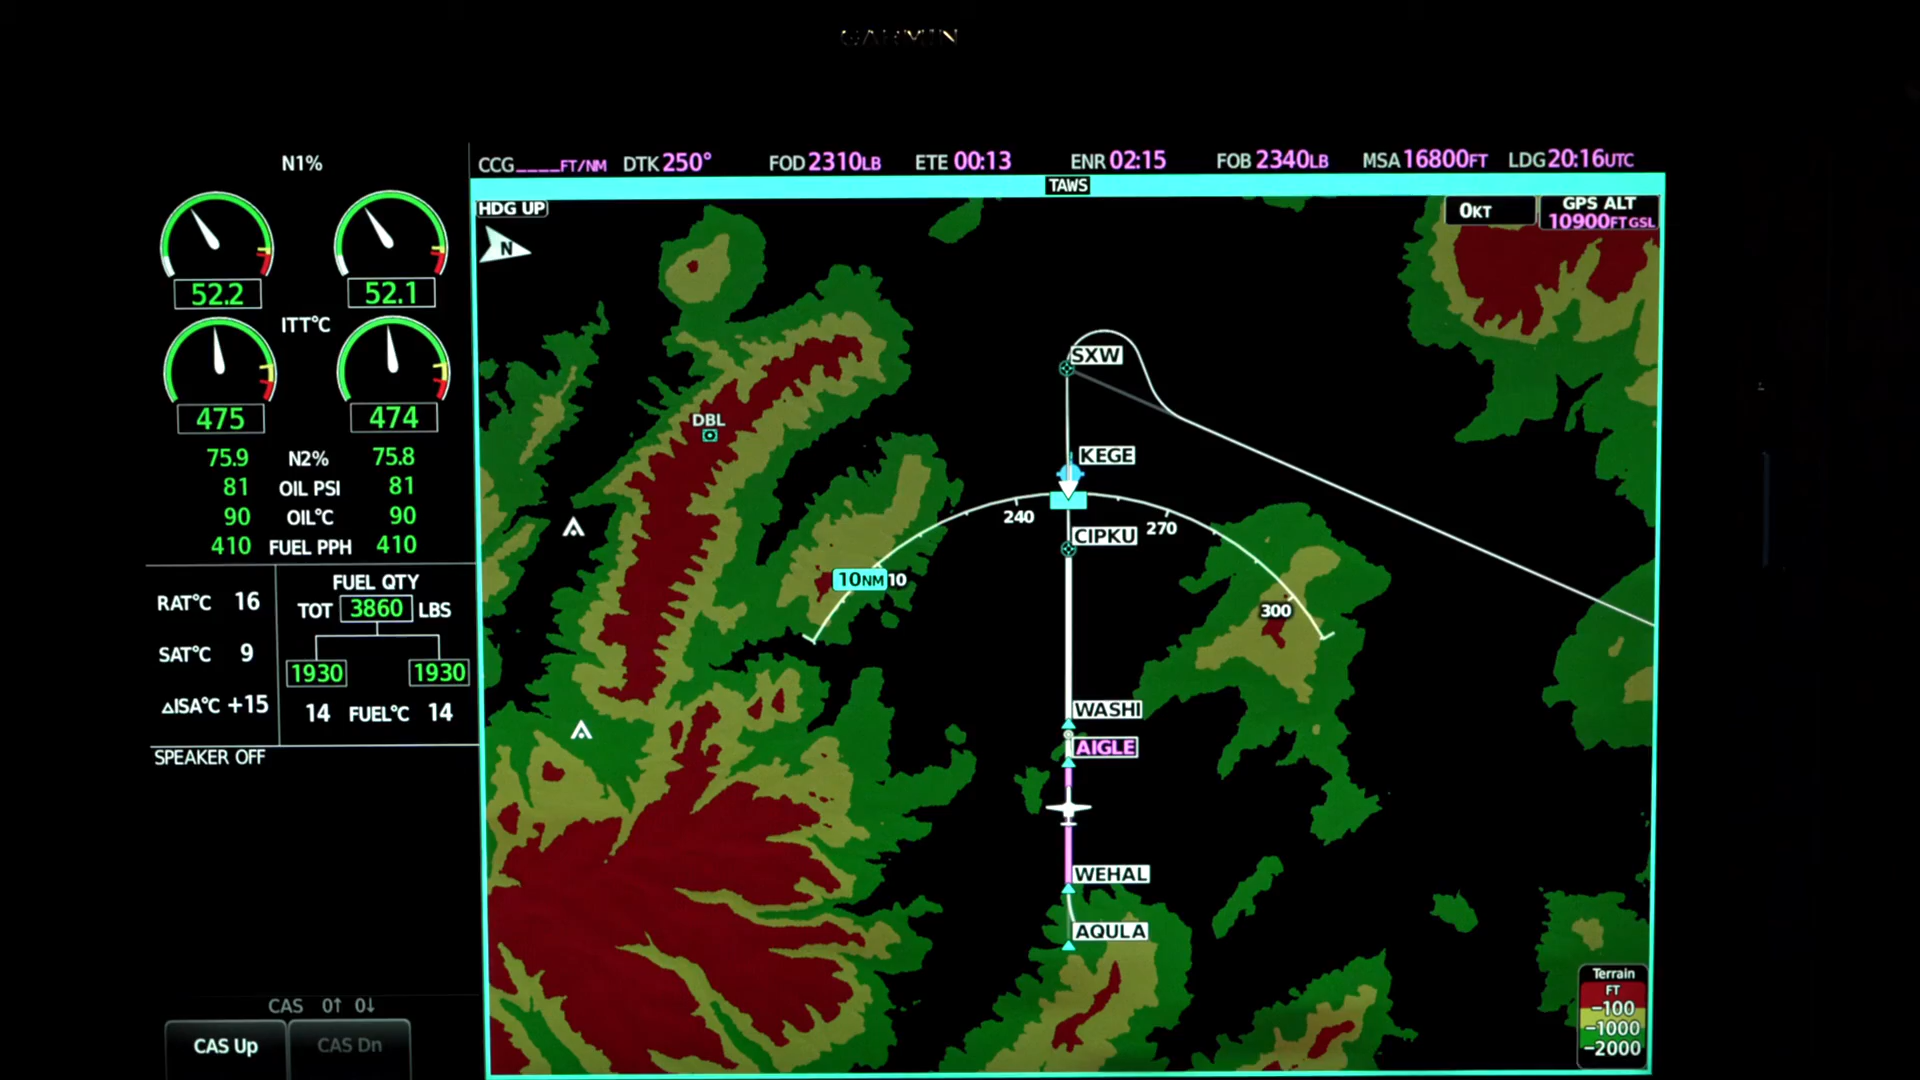 GARMIN
N1%
52.2 52.1
ITT°C
475 474
75.9 N2% 75.8
81 OIL PSI 81
90 OIL°C 90
410 FUEL PPH 410
RAT°C 16
SAT°C 9
△ISA°C +15
FUEL QTY
TOT 3860 LBS
1930 1930
14 FUEL°C 14
SPEAKER OFF
CAS 0↑ 0↓
CAS Up CAS Dn
CCG____FT/NM DTK 250° FOD 2310LB ETE 00:13 ENR 02:15 FOB 2340LB MSA 16800FT LDG 20:16UTC
TAWS
HDG UP
N
0KT
GPS ALT
10900FT GSL
SXW
DBL
KEGE
240
270
CIPKU
10NM 10
300
WASHI
AIGLE
WEHAL
AQULA
Terrain
FT
-100
-1000
-2000